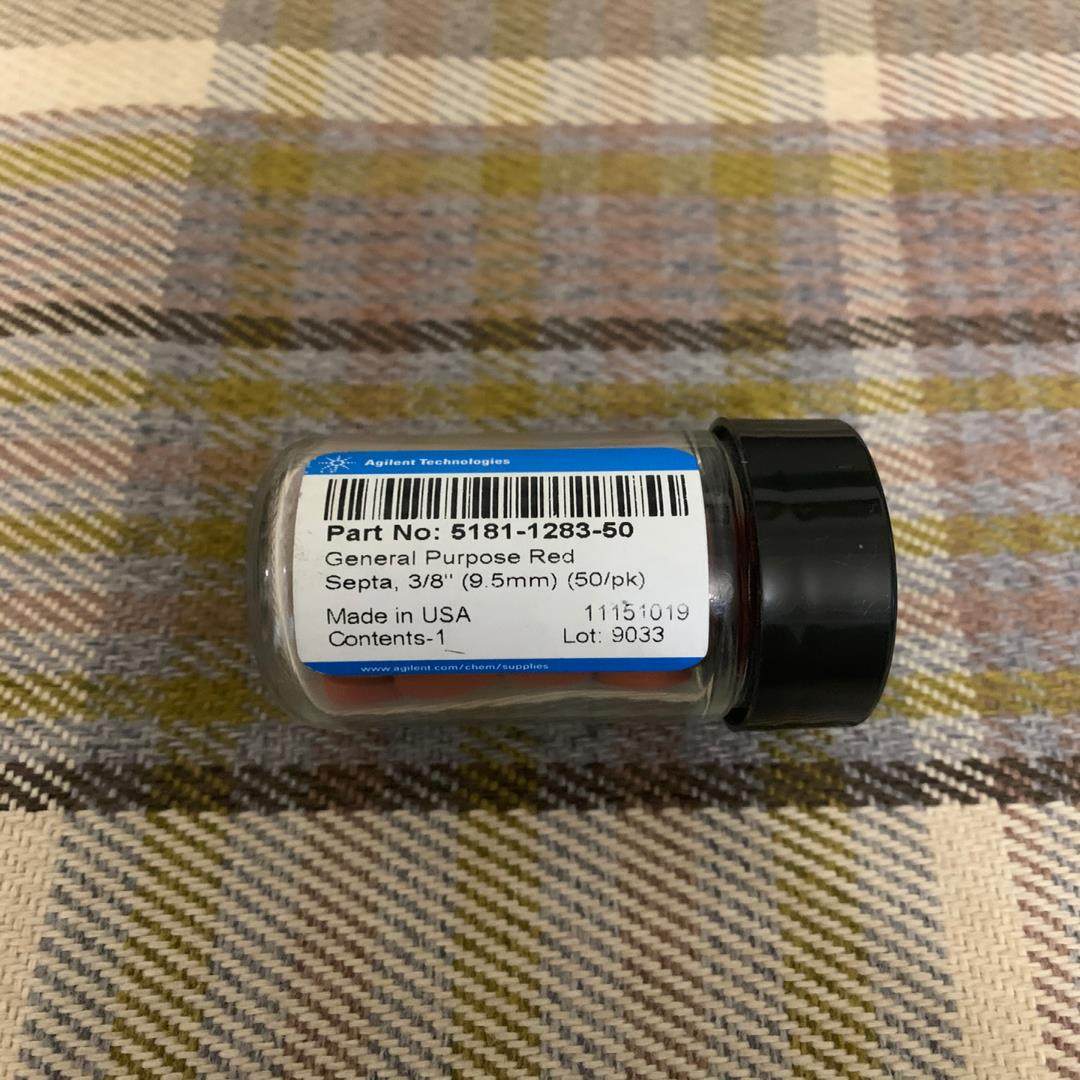 Agilent Technologies
Part No: 5181-1283-50
General Purpose Red
Septa, 3/8" (9.5mm) (50/pk)
Made in USA 11151019
Contents-1 Lot: 9033
www.agilent.com/chem/supplies